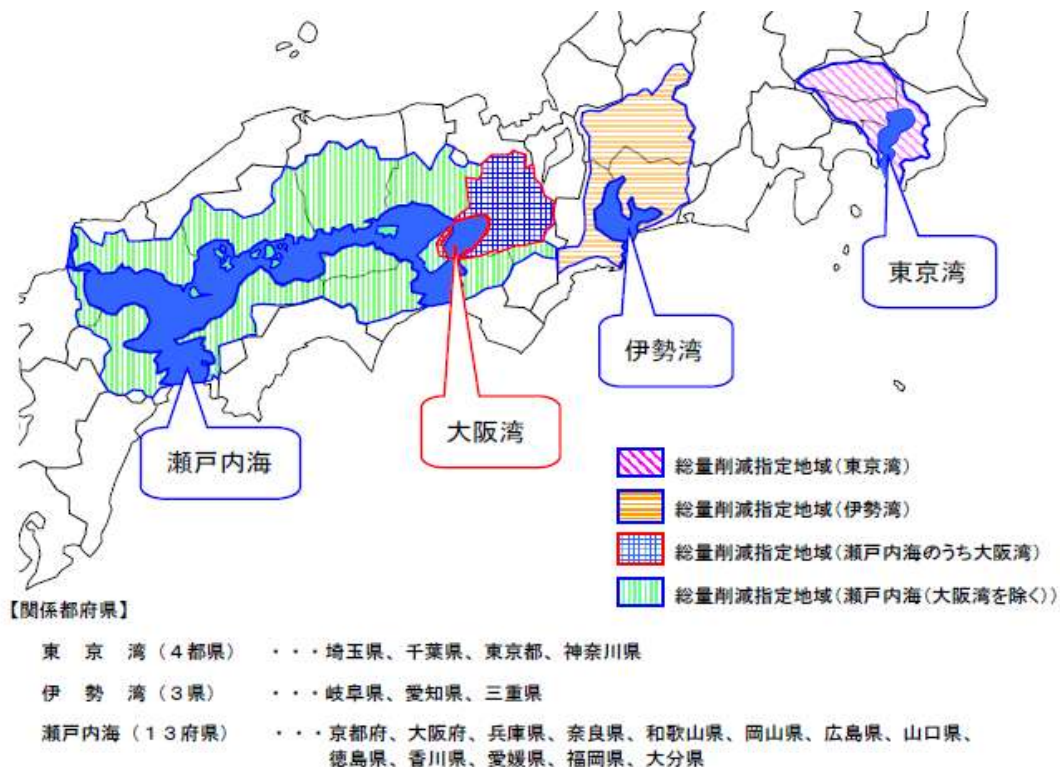 東京湾
伊勢湾
大阪湾
瀬戸内海
総量削減指定地域(東京湾)
総量削減指定地域(伊勢湾)
総量削減指定地域(瀬戸内海のうち大阪湾)
総量削減指定地域(瀬戸内海(大阪湾を除く))
【関係都府県】
東 京 湾(4都県) ・・・埼玉県、千葉県、東京都、神奈川県
伊 勢 湾(3県) ・・・岐阜県、愛知県、三重県
瀬戸内海(13府県) ・・・京都府、大阪府、兵庫県、奈良県、和歌山県、岡山県、広島県、山口県、
徳島県、香川県、愛媛県、福岡県、大分県